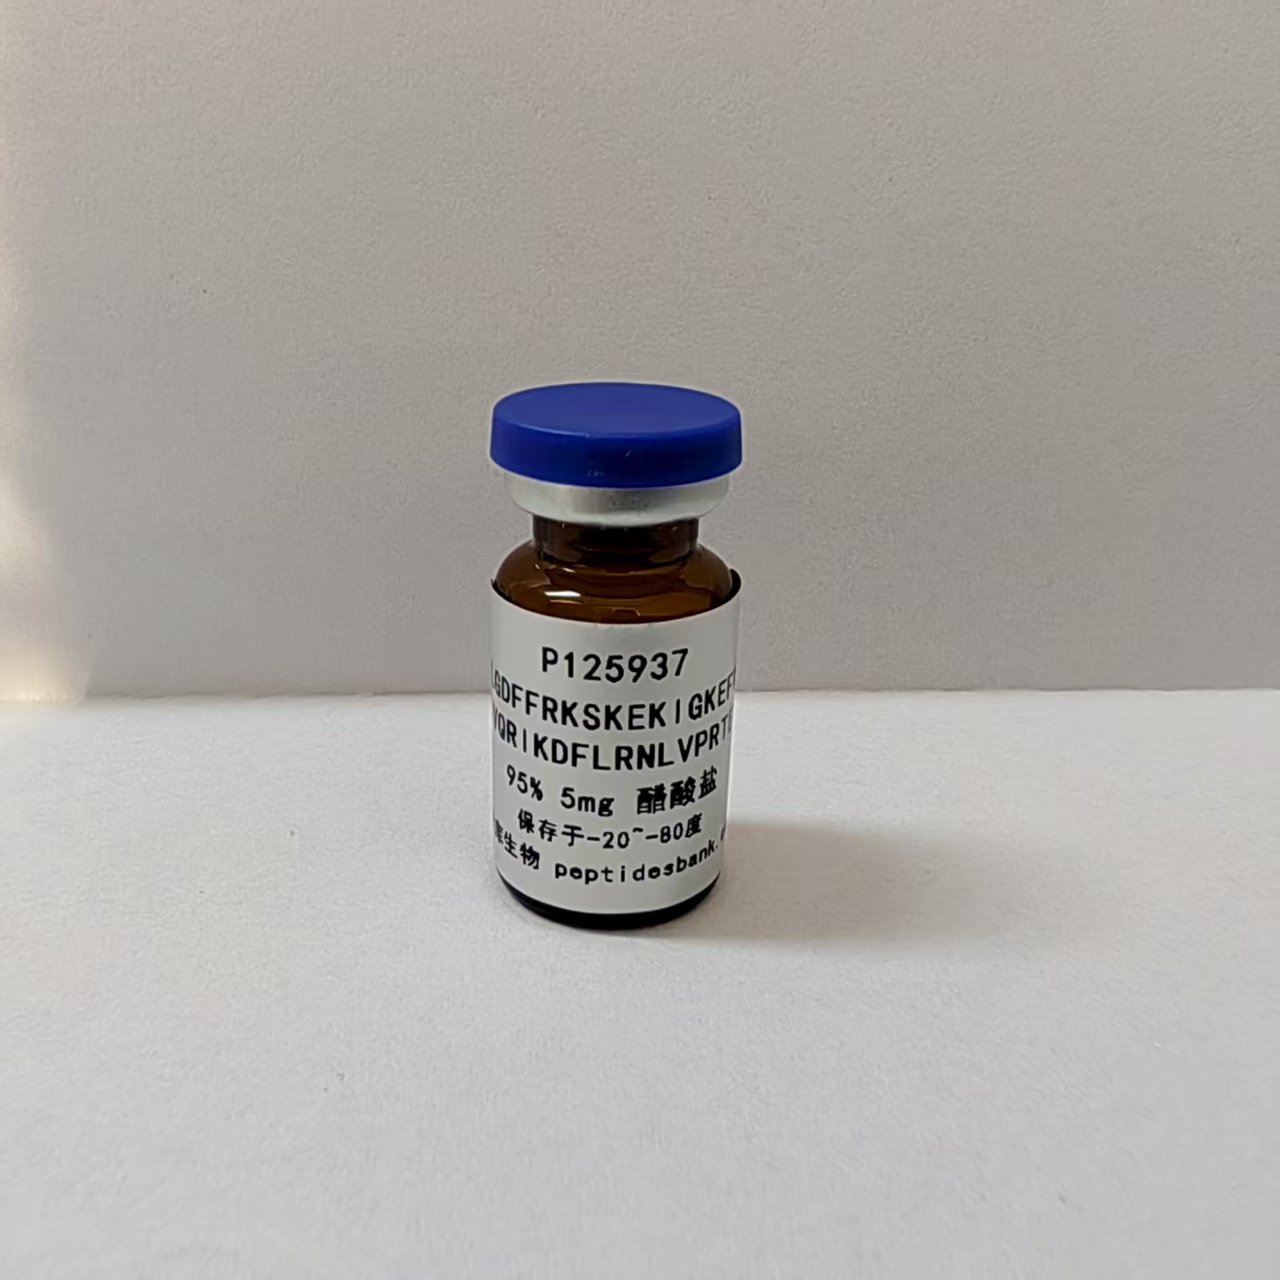 P125937
GDFFRKSKEKIGKEF
VQRIKDFLRNLVPRT
95% 5mg 醋酸盐
保存于-20~-80度
生物 peptidesbank.